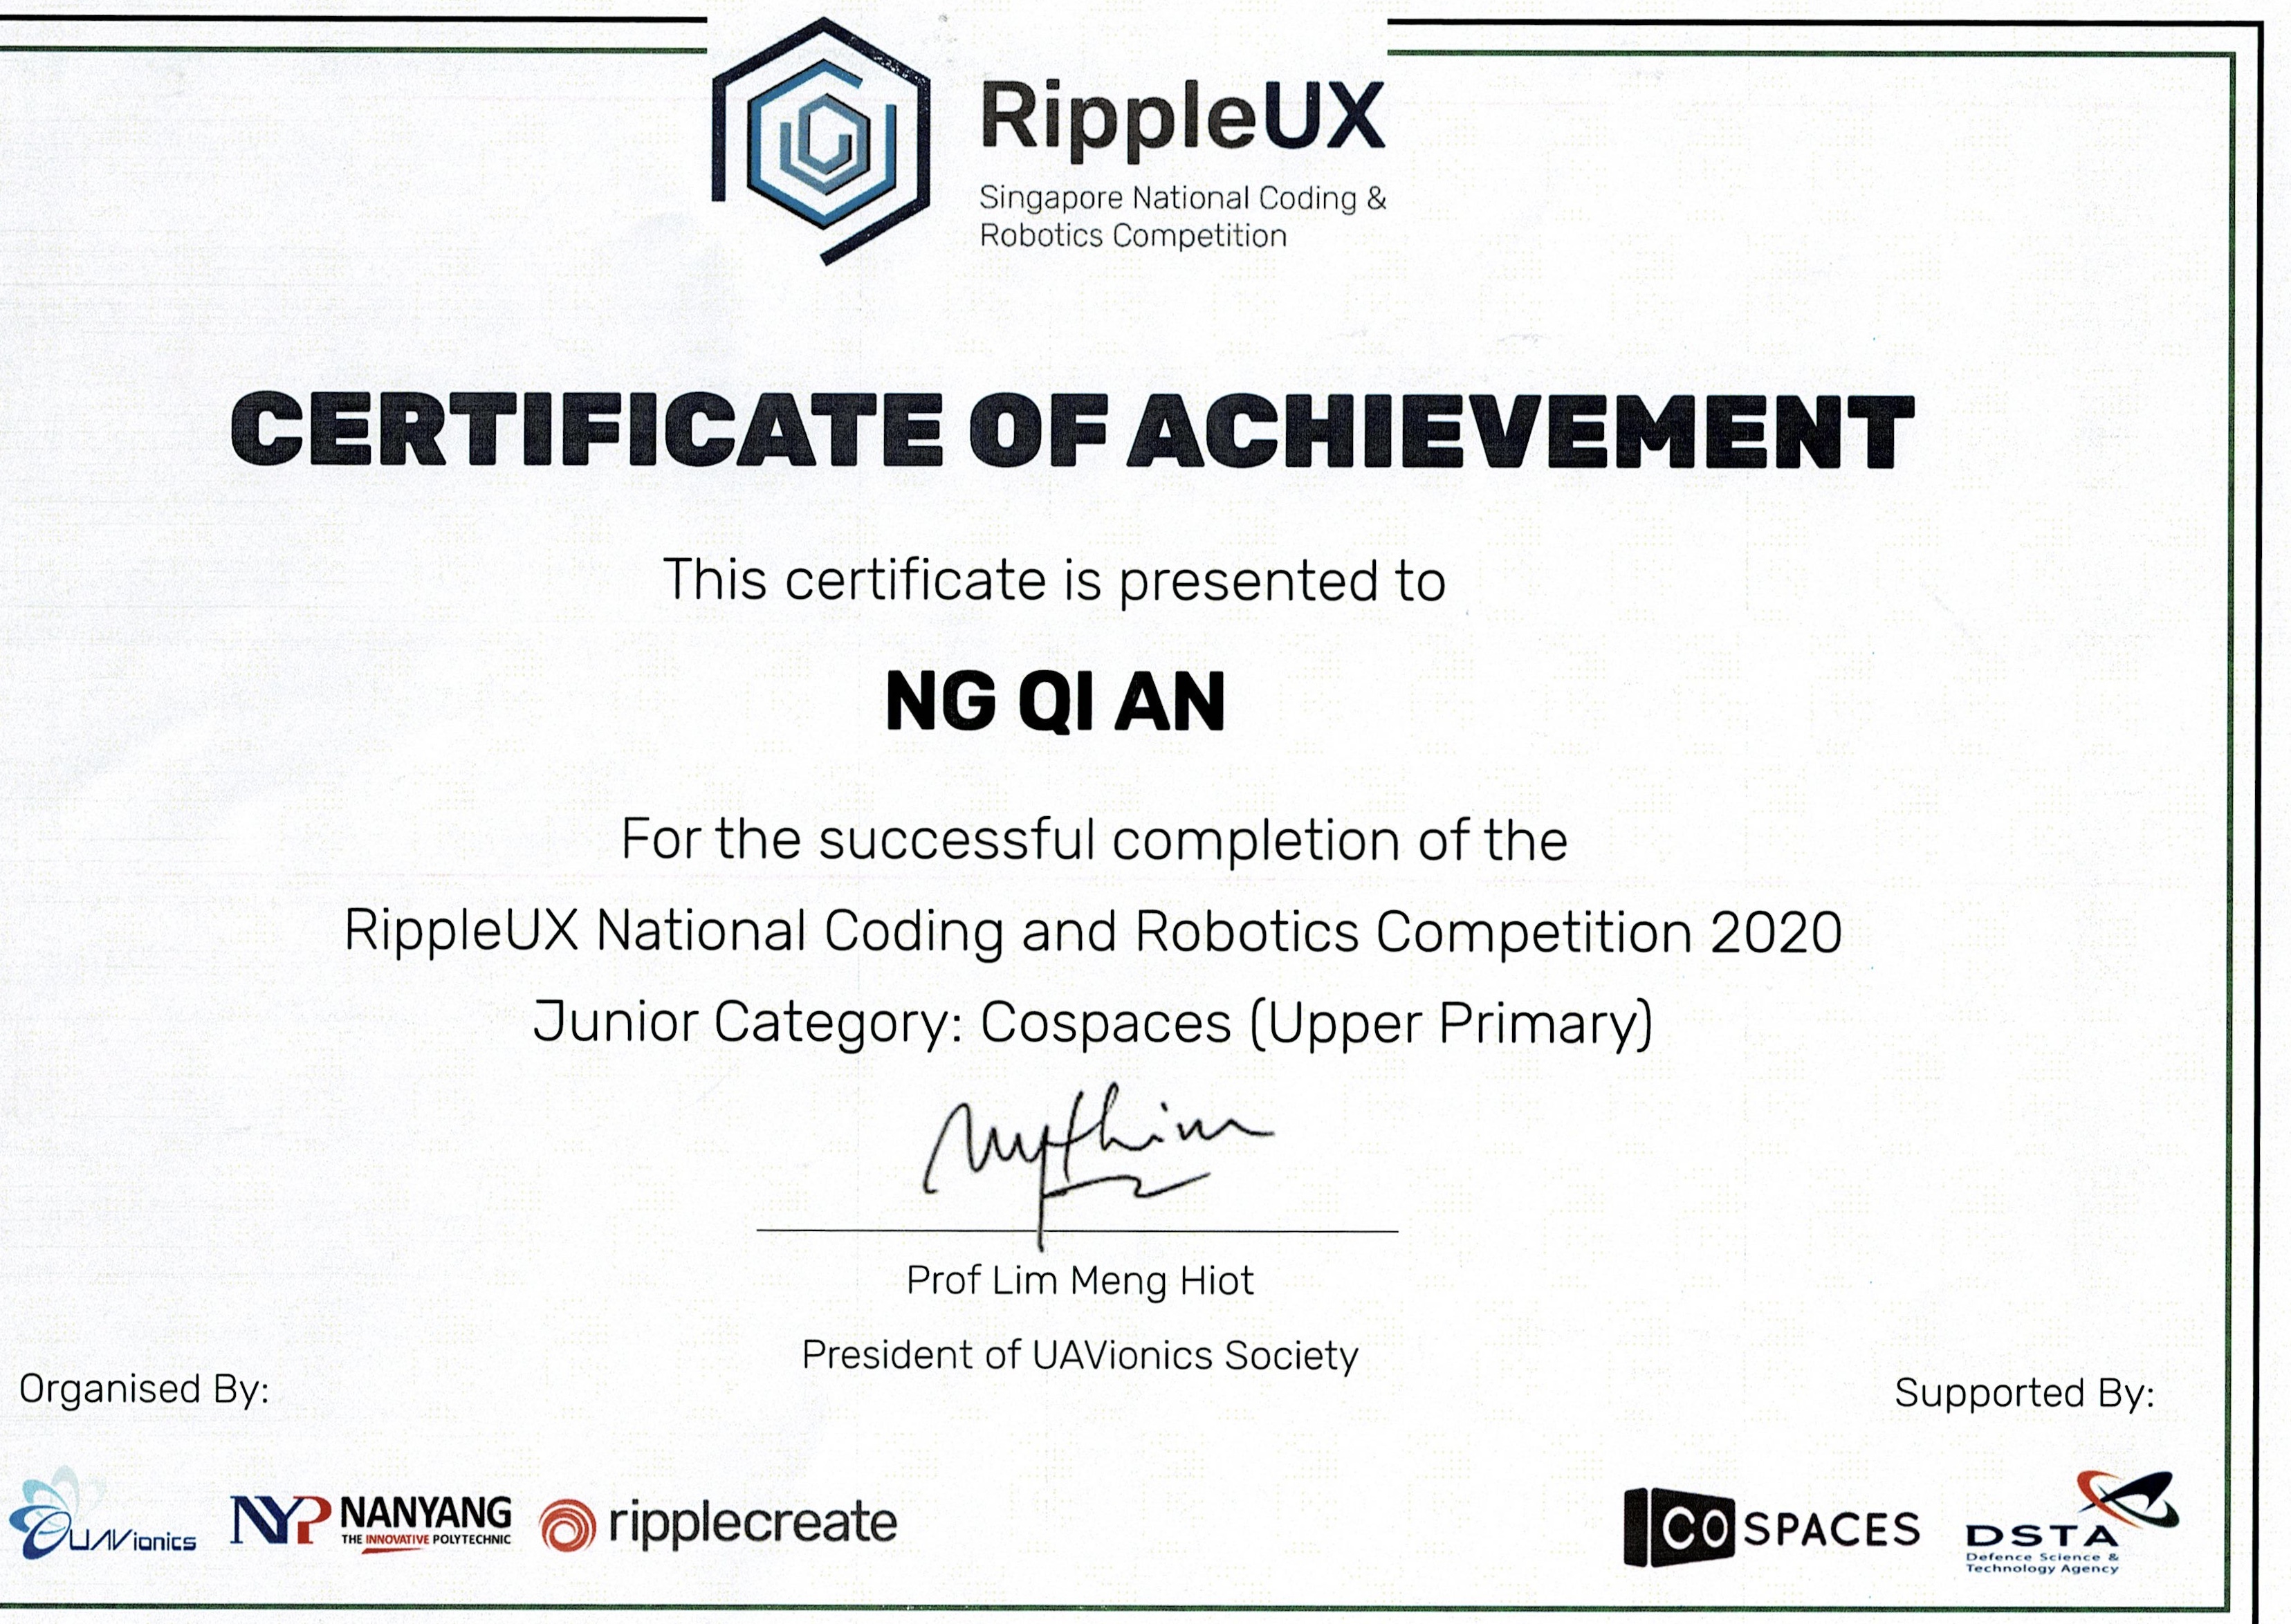 RippleUX
Singapore National Coding &
Robotics Competition
CERTIFICATE OF ACHIEVEMENT
This certificate is presented to
NG QI AN
For the successful completion of the
RippleUX National Coding and Robotics Competition 2020
Junior Category: Cospaces (Upper Primary)
Prof Lim Meng Hiot
President of UAVionics Society
Organised By:
Supported By:
UAVionics
NYP NANYANG
THE INNOVATIVE POLYTECHNIC
ripplecreate
CO SPACES
DSTA
Defence Science &
Technology Agency